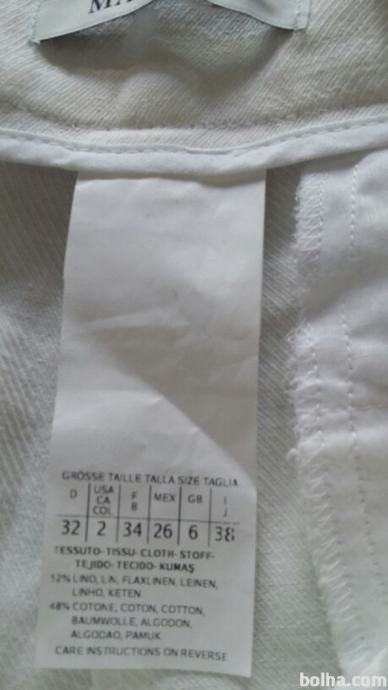 MA
GRÖSSE TAILLE TALLA SIZE TAGLIA
D USA CA COL F B MEX GB I J
32 2 34 26 6 38
TESSUTO-TISSU-CLOTH-STOFF-
TEJIDO-TECIDO-KUMAŞ
52% LINO, LIN, FLAXLINEN, LEINEN,
LINHO, KETEN
48% COTONE, COTON, COTTON,
BAUMWOLLE, ALGODON,
ALGODAO, PAMUK
CARE INSTRUCTIONS ON REVERSE
bolha.com